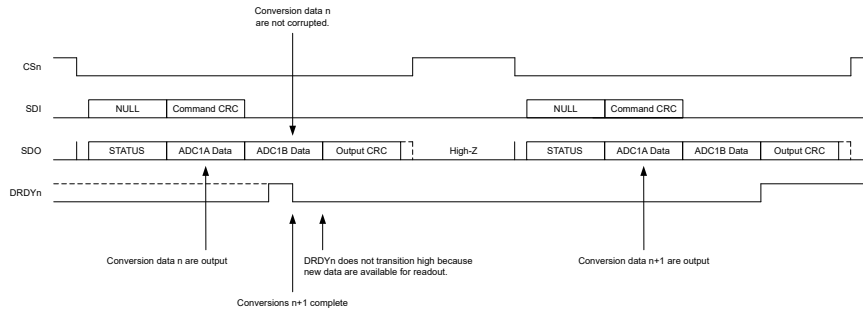 Conversion data n
are not corrupted.
CSn
SDI
NULL
Command CRC
NULL
Command CRC
SDO
STATUS
ADC1A Data
ADC1B Data
Output CRC
High-Z
STATUS
ADC1A Data
ADC1B Data
Output CRC
DRDYn
Conversion data n are output
DRDYn does not transition high because
new data are available for readout.
Conversion data n+1 are output
Conversions n+1 complete